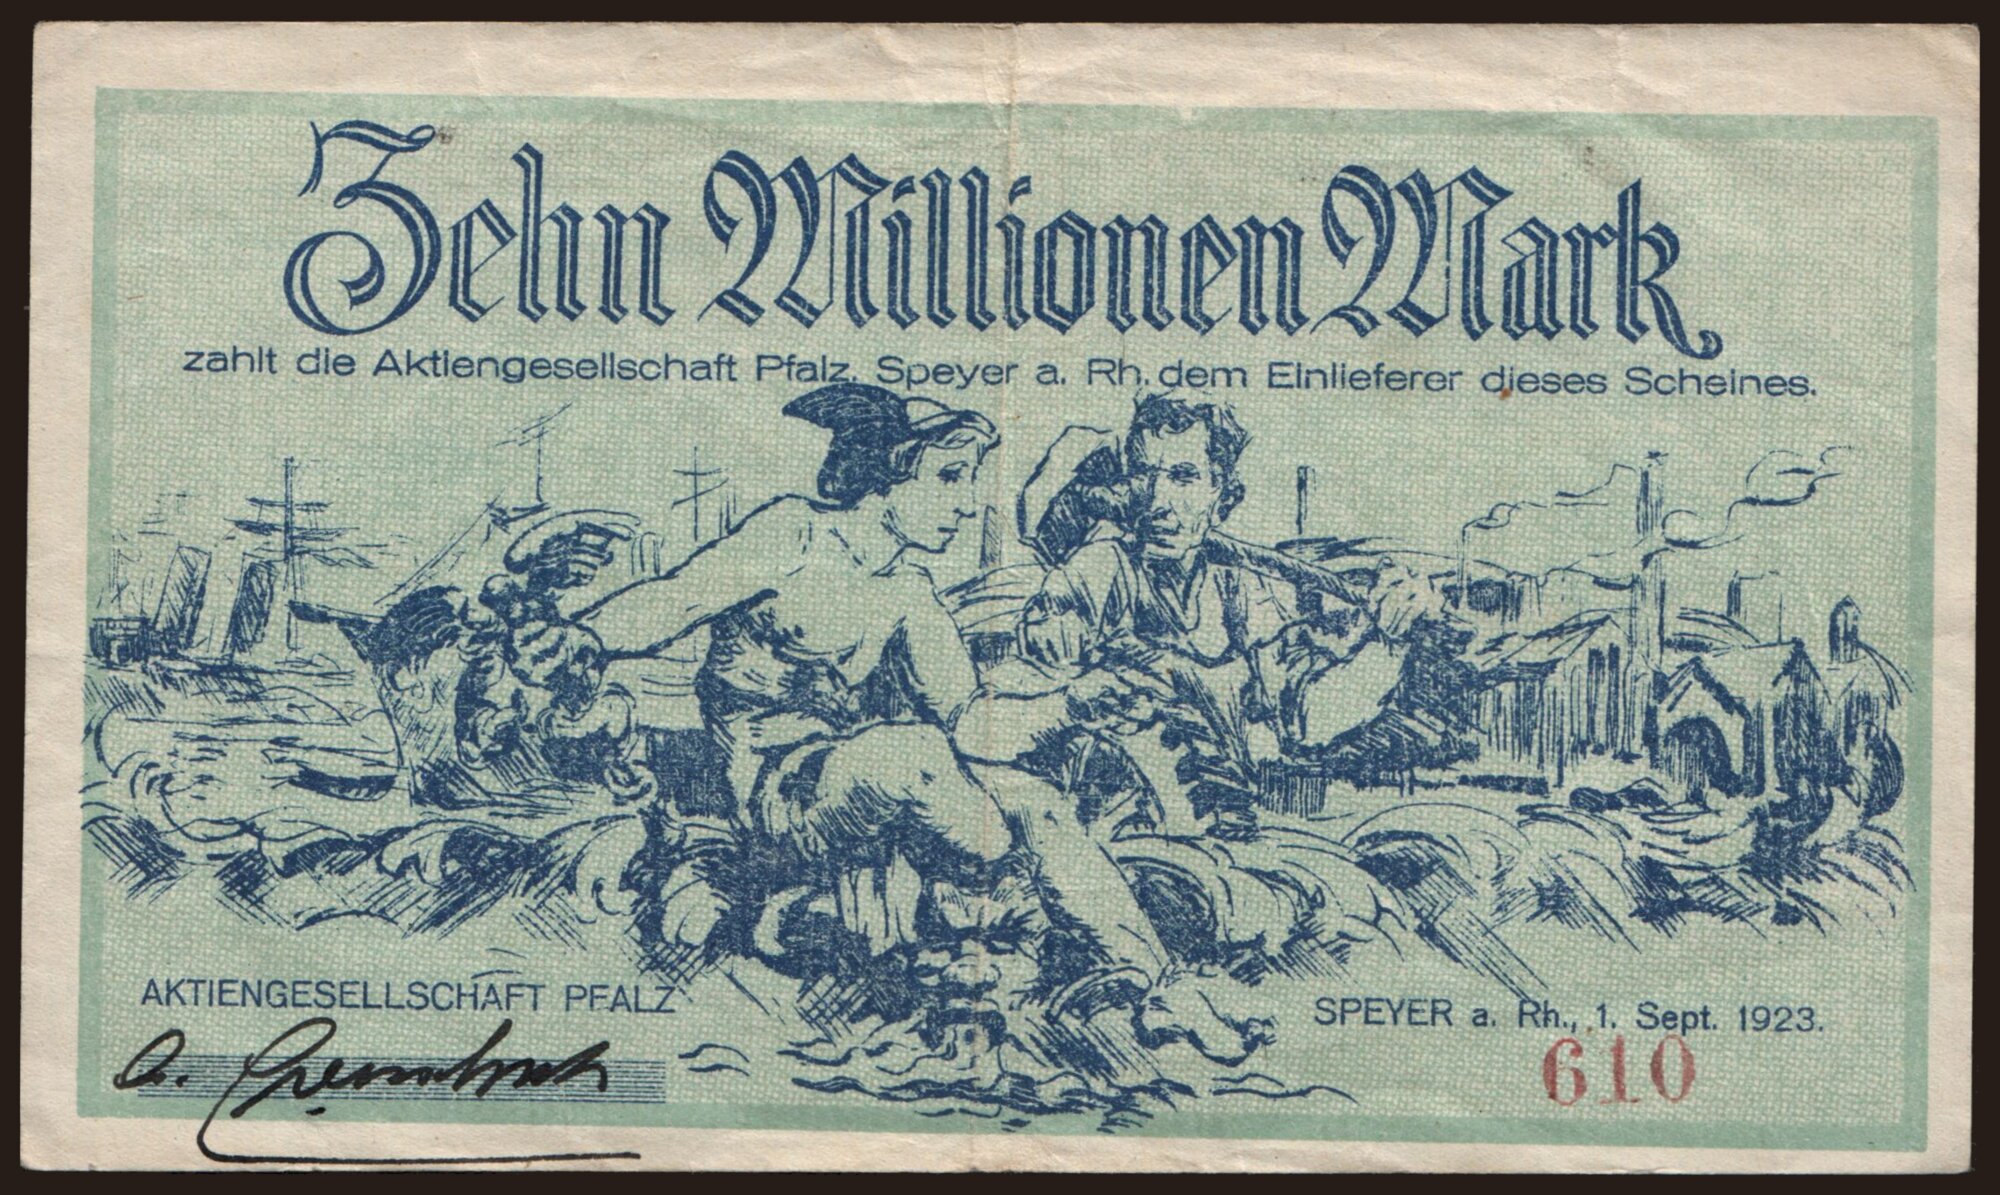 Zehn Millionen Mark
zahlt die Aktiengesellschaft Pfalz, Speyer a. Rh. dem Einlieferer dieses Scheines.
AKTIENGESELLSCHAFT PFALZ
SPEYER a. Rh., 1. Sept. 1923.
610